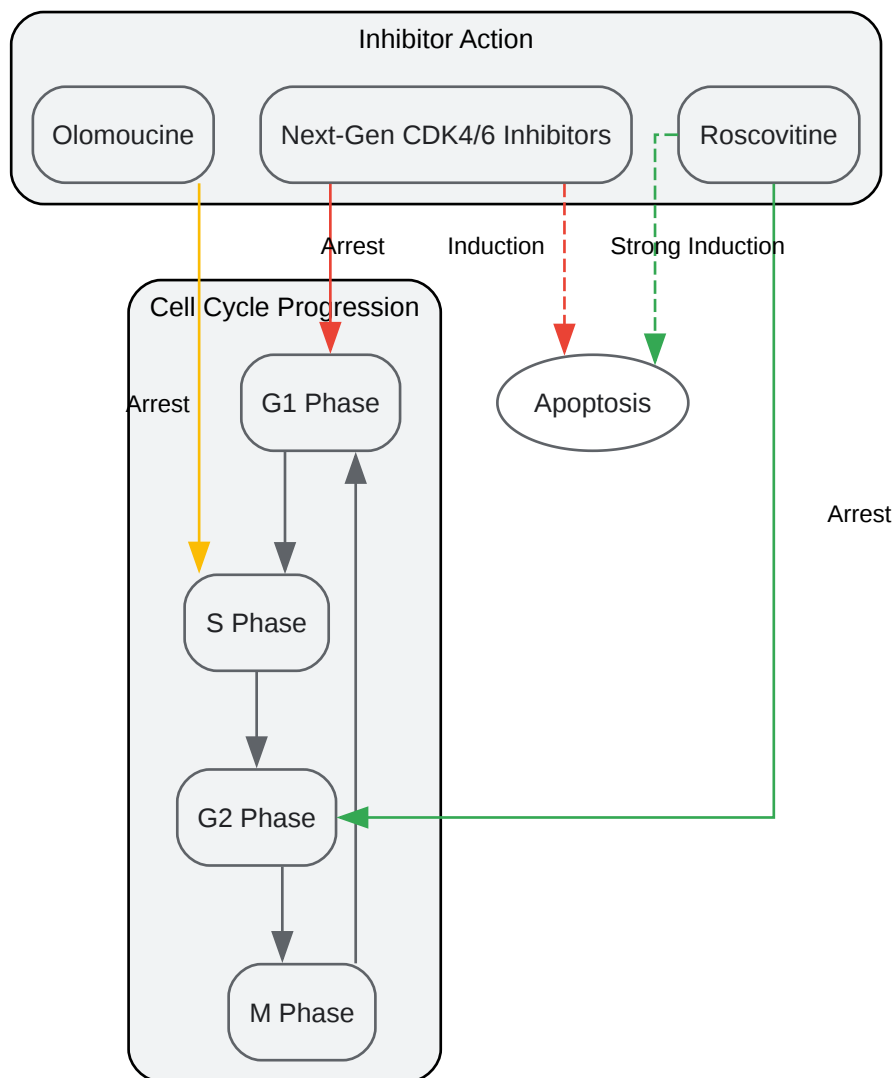 Inhibitor Action
Olomoucine
Next-Gen CDK4/6 Inhibitors
Roscovitine
Arrest
Induction
Strong Induction
Cell Cycle Progression
Arrest
G1 Phase
Apoptosis
Arrest
S Phase
G2 Phase
M Phase